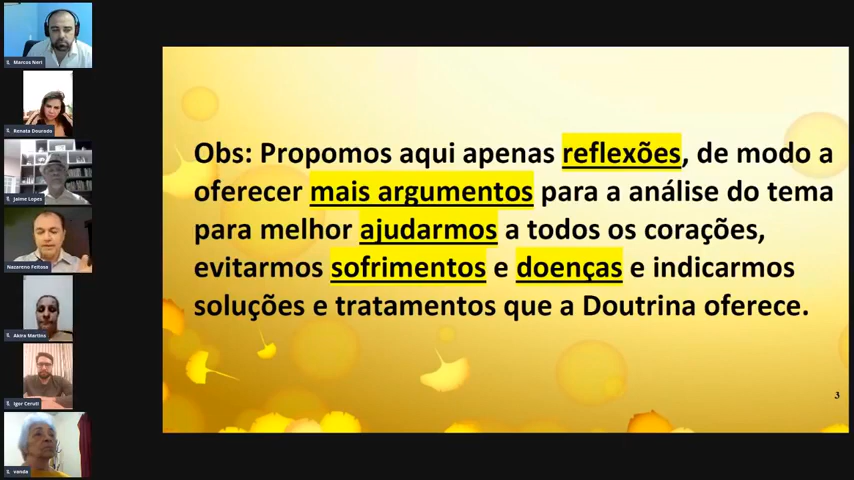 Marcos Neri
Renata Dourado
Jaime Lopes
Nazareno Feitosa
Akira Martins
Igor Ceruti
vanda
Obs: Propomos aqui apenas reflexões, de modo a
oferecer mais argumentos para a análise do tema
para melhor ajudarmos a todos os corações,
evitarmos sofrimentos e doenças e indicarmos
soluções e tratamentos que a Doutrina oferece.
3